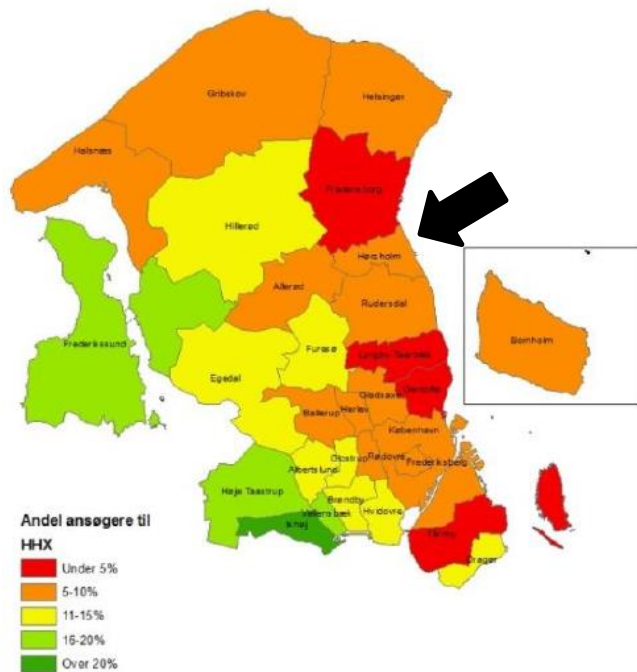 Gribskov
Helsingør
Halsnæs
Fredensborg
Hillerød
Hørsholm
Allerød
Rudersdal
Bornholm
Frederikssund
Furesø
Lyngby-Taarbæk
Egedal
Gentofte
Gladsaxe
Ballerup
Herlev
København
Glostrup
Rødovre
Frederiksberg
Albertslund
Høje Taastrup
Brøndby
Vallensbæk
Hvidovre
Ishøj
Tårnby
Dragør
Andel ansøgere til
HHX
Under 5%
5-10%
11-15%
16-20%
Over 20%